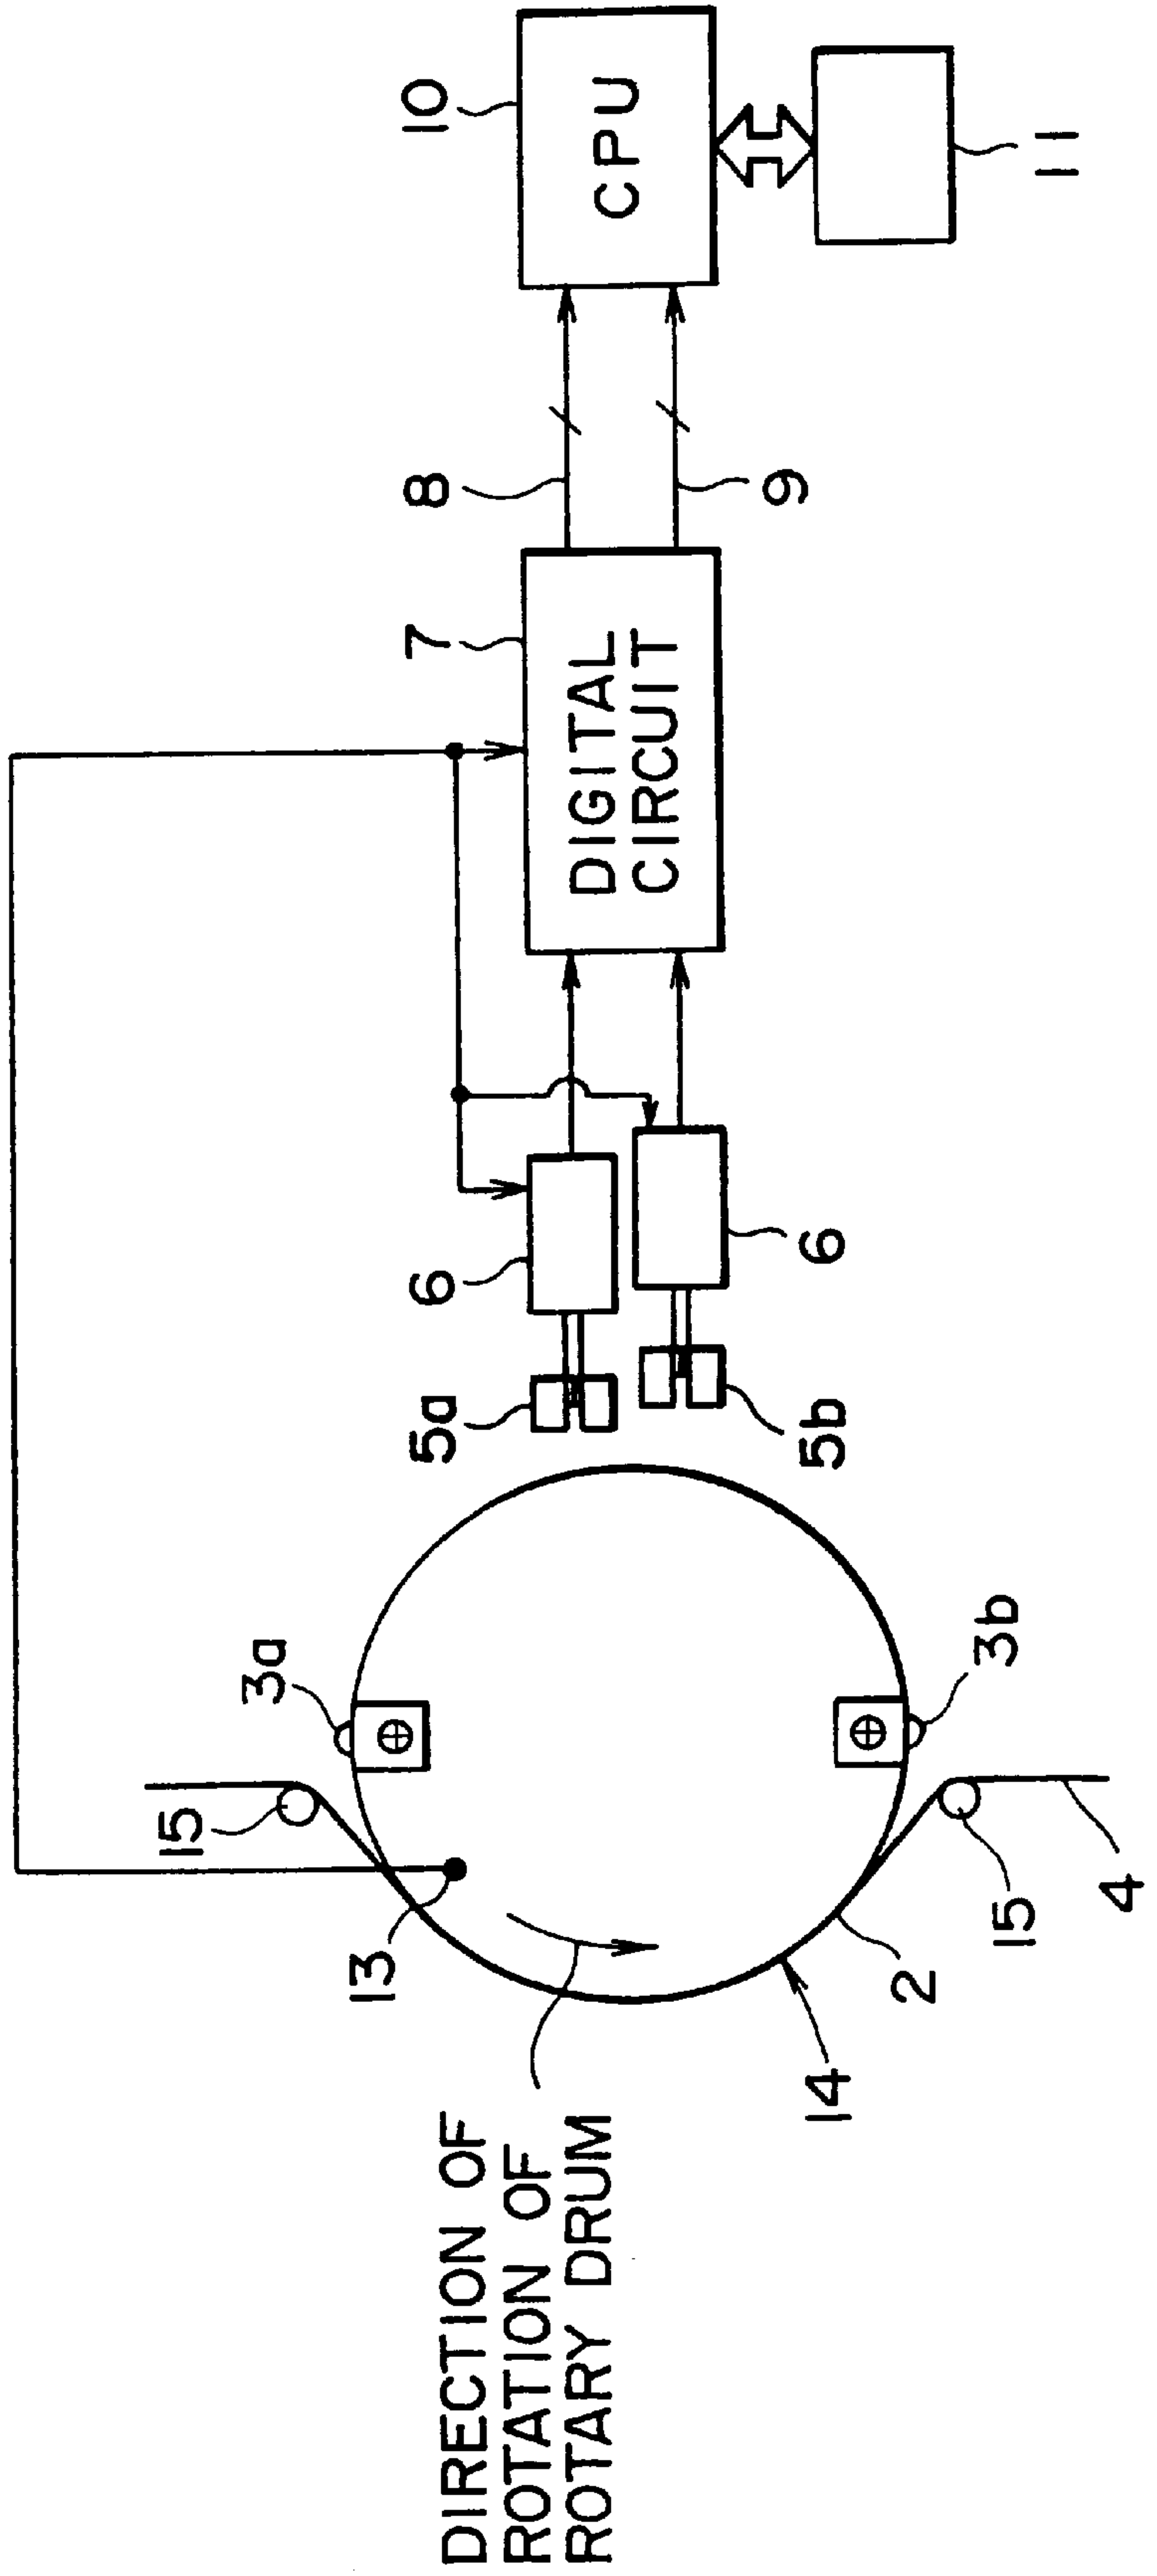 DIRECTION OF
ROTATION OF
ROTARY DRUM
13
15
3a
14
2
15
4
3b
5a
5b
6
6
7
DIGITAL
CIRCUIT
8
9
10
CPU
11